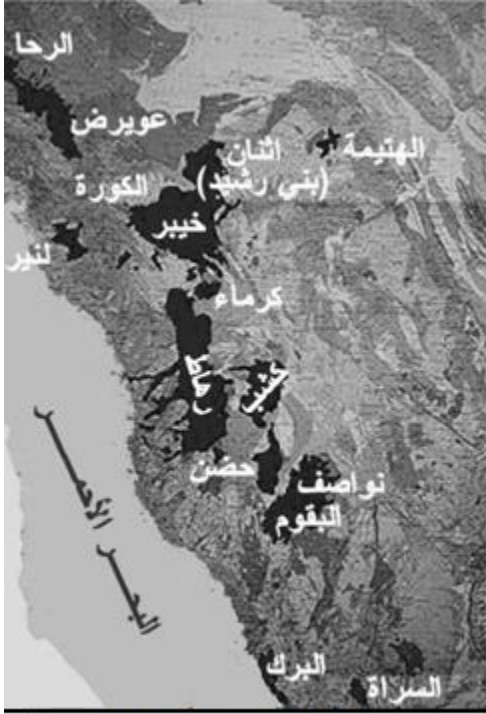 الرحا
عويرض
الهتيمة
اثنان
(بني رشيد)
الكورة
خيبر
لنير
كرماء
رهاط
كشب
حضن
نواصف
البقوم
البحر الأحمر
البرك
السراة